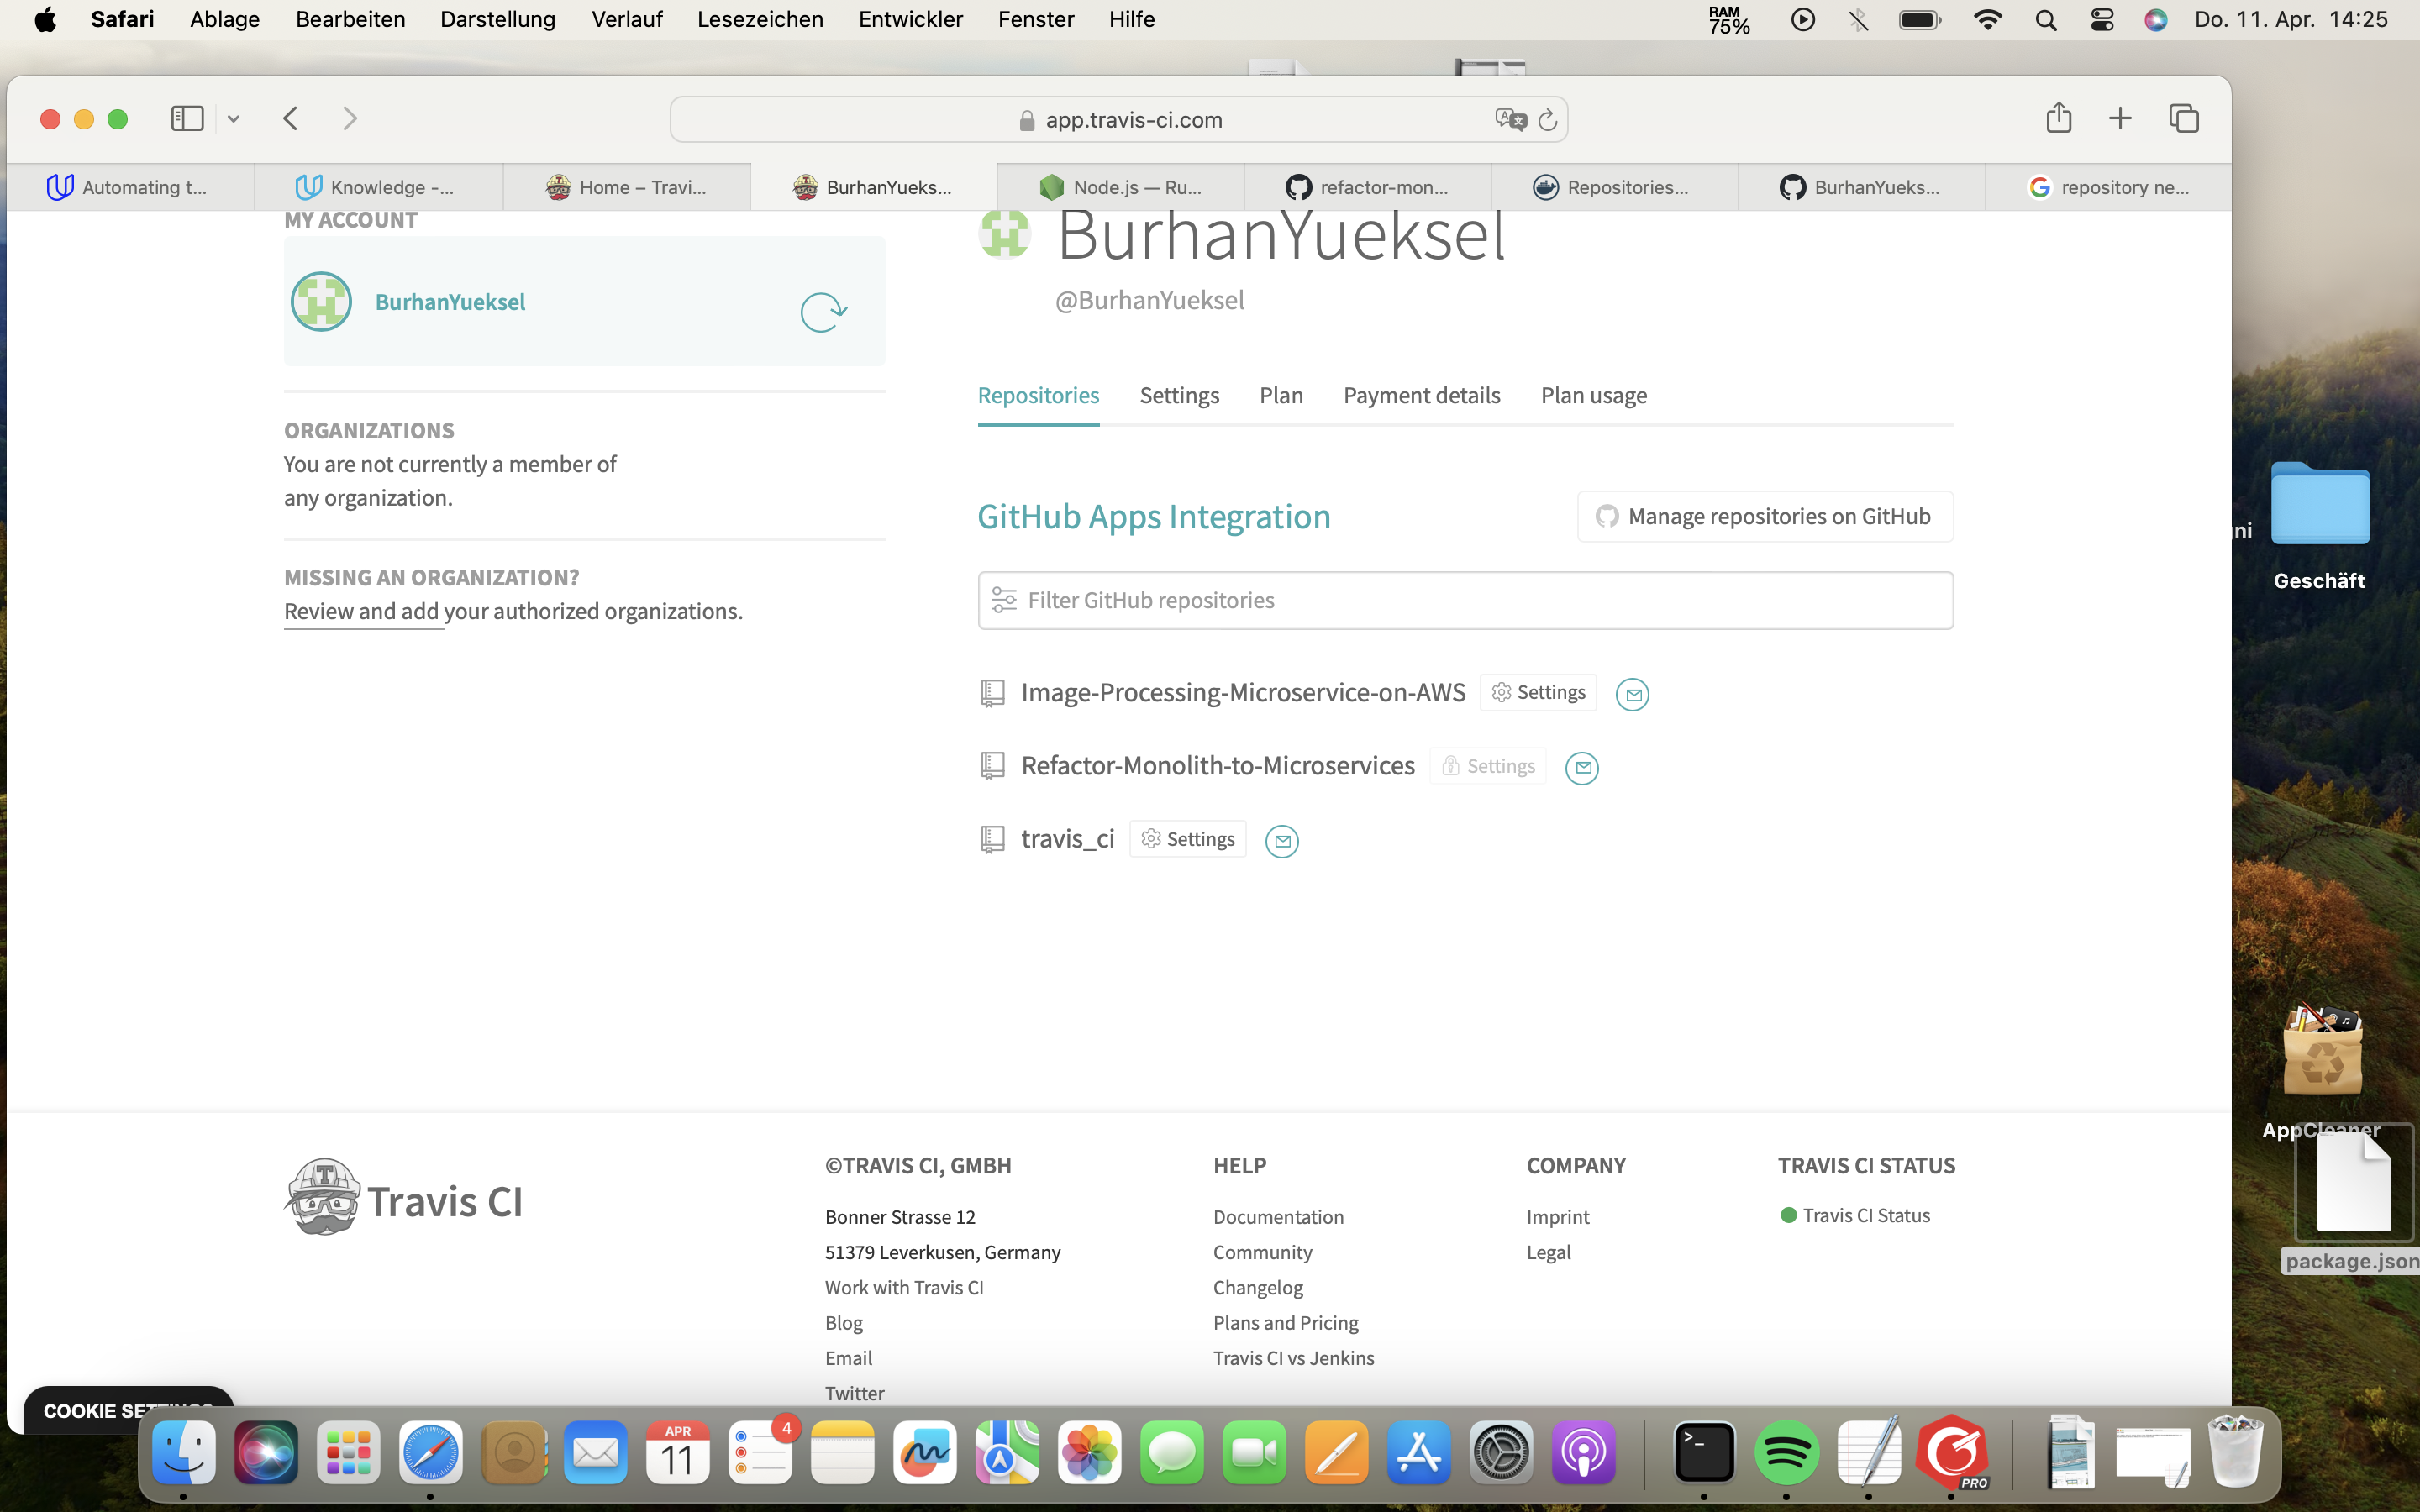 Safari Ablage Bearbeiten Darstellung Verlauf Lesezeichen Entwickler Fenster Hilfe RAM 75% Do. 11. Apr. 14:25
app.travis-ci.com
Automating t... Knowledge -... Home – Travi... BurhanYueks... Node.js — Ru... refactor-mon... Repositories... BurhanYueks... repository ne...
MY ACCOUNT
BurhanYueksel
ORGANIZATIONS
You are not currently a member of
any organization.
MISSING AN ORGANIZATION?
Review and add your authorized organizations.
BurhanYueksel
@BurhanYueksel
Repositories Settings Plan Payment details Plan usage
GitHub Apps Integration Manage repositories on GitHub
Filter GitHub repositories
Image-Processing-Microservice-on-AWS Settings
Refactor-Monolith-to-Microservices Settings
travis_ci Settings
Geschäft
AppCleaner
package.json
Travis CI
©TRAVIS CI, GMBH
Bonner Strasse 12
51379 Leverkusen, Germany
Work with Travis CI
Blog
Email
Twitter
HELP
Documentation
Community
Changelog
Plans and Pricing
Travis CI vs Jenkins
COMPANY
Imprint
Legal
TRAVIS CI STATUS
Travis CI Status
COOKIE SETTINGS
APR
11
4
PRO